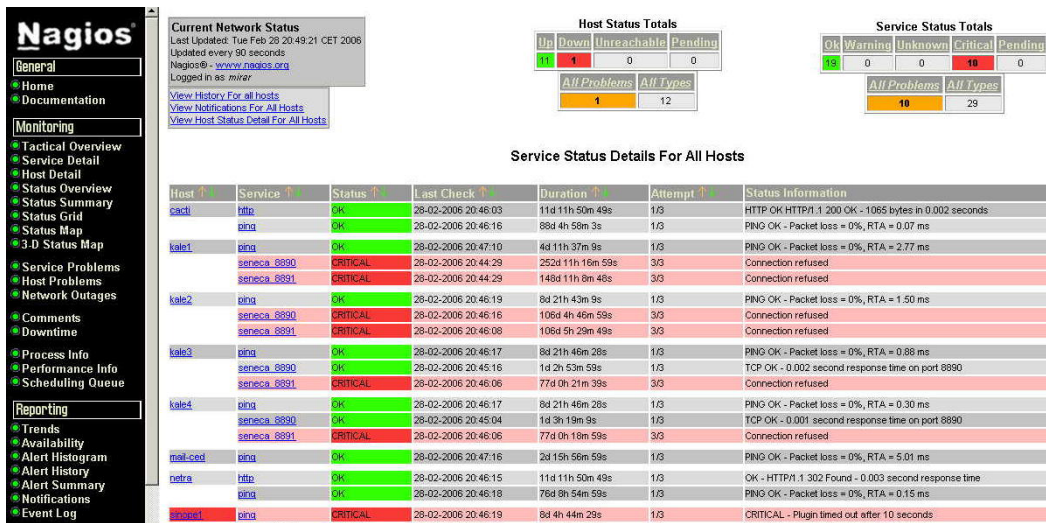 Nagios®
General
Home
Documentation
Monitoring
Tactical Overview
Service Detail
Host Detail
Status Overview
Status Summary
Status Grid
Status Map
3-D Status Map
Service Problems
Host Problems
Network Outages
Comments
Downtime
Process Info
Performance Info
Scheduling Queue
Reporting
Trends
Availability
Alert Histogram
Alert History
Alert Summary
Notifications
Event Log
Current Network Status
Last Updated: Tue Feb 28 20:49:21 CET 2006
Updated every 90 seconds
Nagios® - www.nagios.org
Logged in as mirar
View History For all hosts
View Notifications For All Hosts
View Host Status Detail For All Hosts
Host Status Totals
Up Down Unreachable Pending
11 1 0 0
All Problems All Types
1 12
Service Status Totals
Ok Warning Unknown Critical Pending
19 0 0 10 0
All Problems All Types
10 29
Service Status Details For All Hosts
Host Service Status Last Check Duration Attempt Status Information
cacti http OK 28-02-2006 20:46:03 11d 11h 50m 49s 1/3 HTTP OK HTTP/1.1 200 OK - 1065 bytes in 0.002 seconds
ping OK 28-02-2006 20:46:16 88d 4h 58m 3s 1/3 PING OK - Packet loss = 0%, RTA = 0.07 ms
kale1 ping OK 28-02-2006 20:47:10 4d 11h 37m 9s 1/3 PING OK - Packet loss = 0%, RTA = 2.77 ms
seneca_8890 CRITICAL 28-02-2006 20:44:29 252d 11h 16m 59s 3/3 Connection refused
seneca_8891 CRITICAL 28-02-2006 20:44:29 148d 11h 8m 48s 3/3 Connection refused
kale2 ping OK 28-02-2006 20:46:19 8d 21h 43m 9s 1/3 PING OK - Packet loss = 0%, RTA = 1.50 ms
seneca_8890 CRITICAL 28-02-2006 20:46:16 106d 4h 46m 59s 3/3 Connection refused
seneca_8891 CRITICAL 28-02-2006 20:46:08 106d 5h 29m 49s 3/3 Connection refused
kale3 ping OK 28-02-2006 20:46:17 8d 21h 46m 28s 1/3 PING OK - Packet loss = 0%, RTA = 0.88 ms
seneca_8890 OK 28-02-2006 20:45:16 1d 2h 53m 59s 1/3 TCP OK - 0.002 second response time on port 8890
seneca_8891 CRITICAL 28-02-2006 20:46:06 77d 0h 21m 39s 3/3 Connection refused
kale4 ping OK 28-02-2006 20:46:17 8d 21h 46m 28s 1/3 PING OK - Packet loss = 0%, RTA = 0.30 ms
seneca_8890 OK 28-02-2006 20:45:04 1d 3h 19m 9s 1/3 TCP OK - 0.001 second response time on port 8890
seneca_8891 CRITICAL 28-02-2006 20:46:06 77d 0h 18m 59s 3/3 Connection refused
mail-ced ping OK 28-02-2006 20:47:16 2d 15h 56m 59s 1/3 PING OK - Packet loss = 0%, RTA = 5.01 ms
netra http OK 28-02-2006 20:46:15 11d 11h 50m 49s 1/3 OK - HTTP/1.1 302 Found - 0.003 second response time
ping OK 28-02-2006 20:46:18 76d 8h 54m 59s 1/3 PING OK - Packet loss = 0%, RTA = 0.15 ms
sinope1 ping CRITICAL 28-02-2006 20:46:19 8d 4h 44m 29s 1/3 CRITICAL - Plugin timed out after 10 seconds